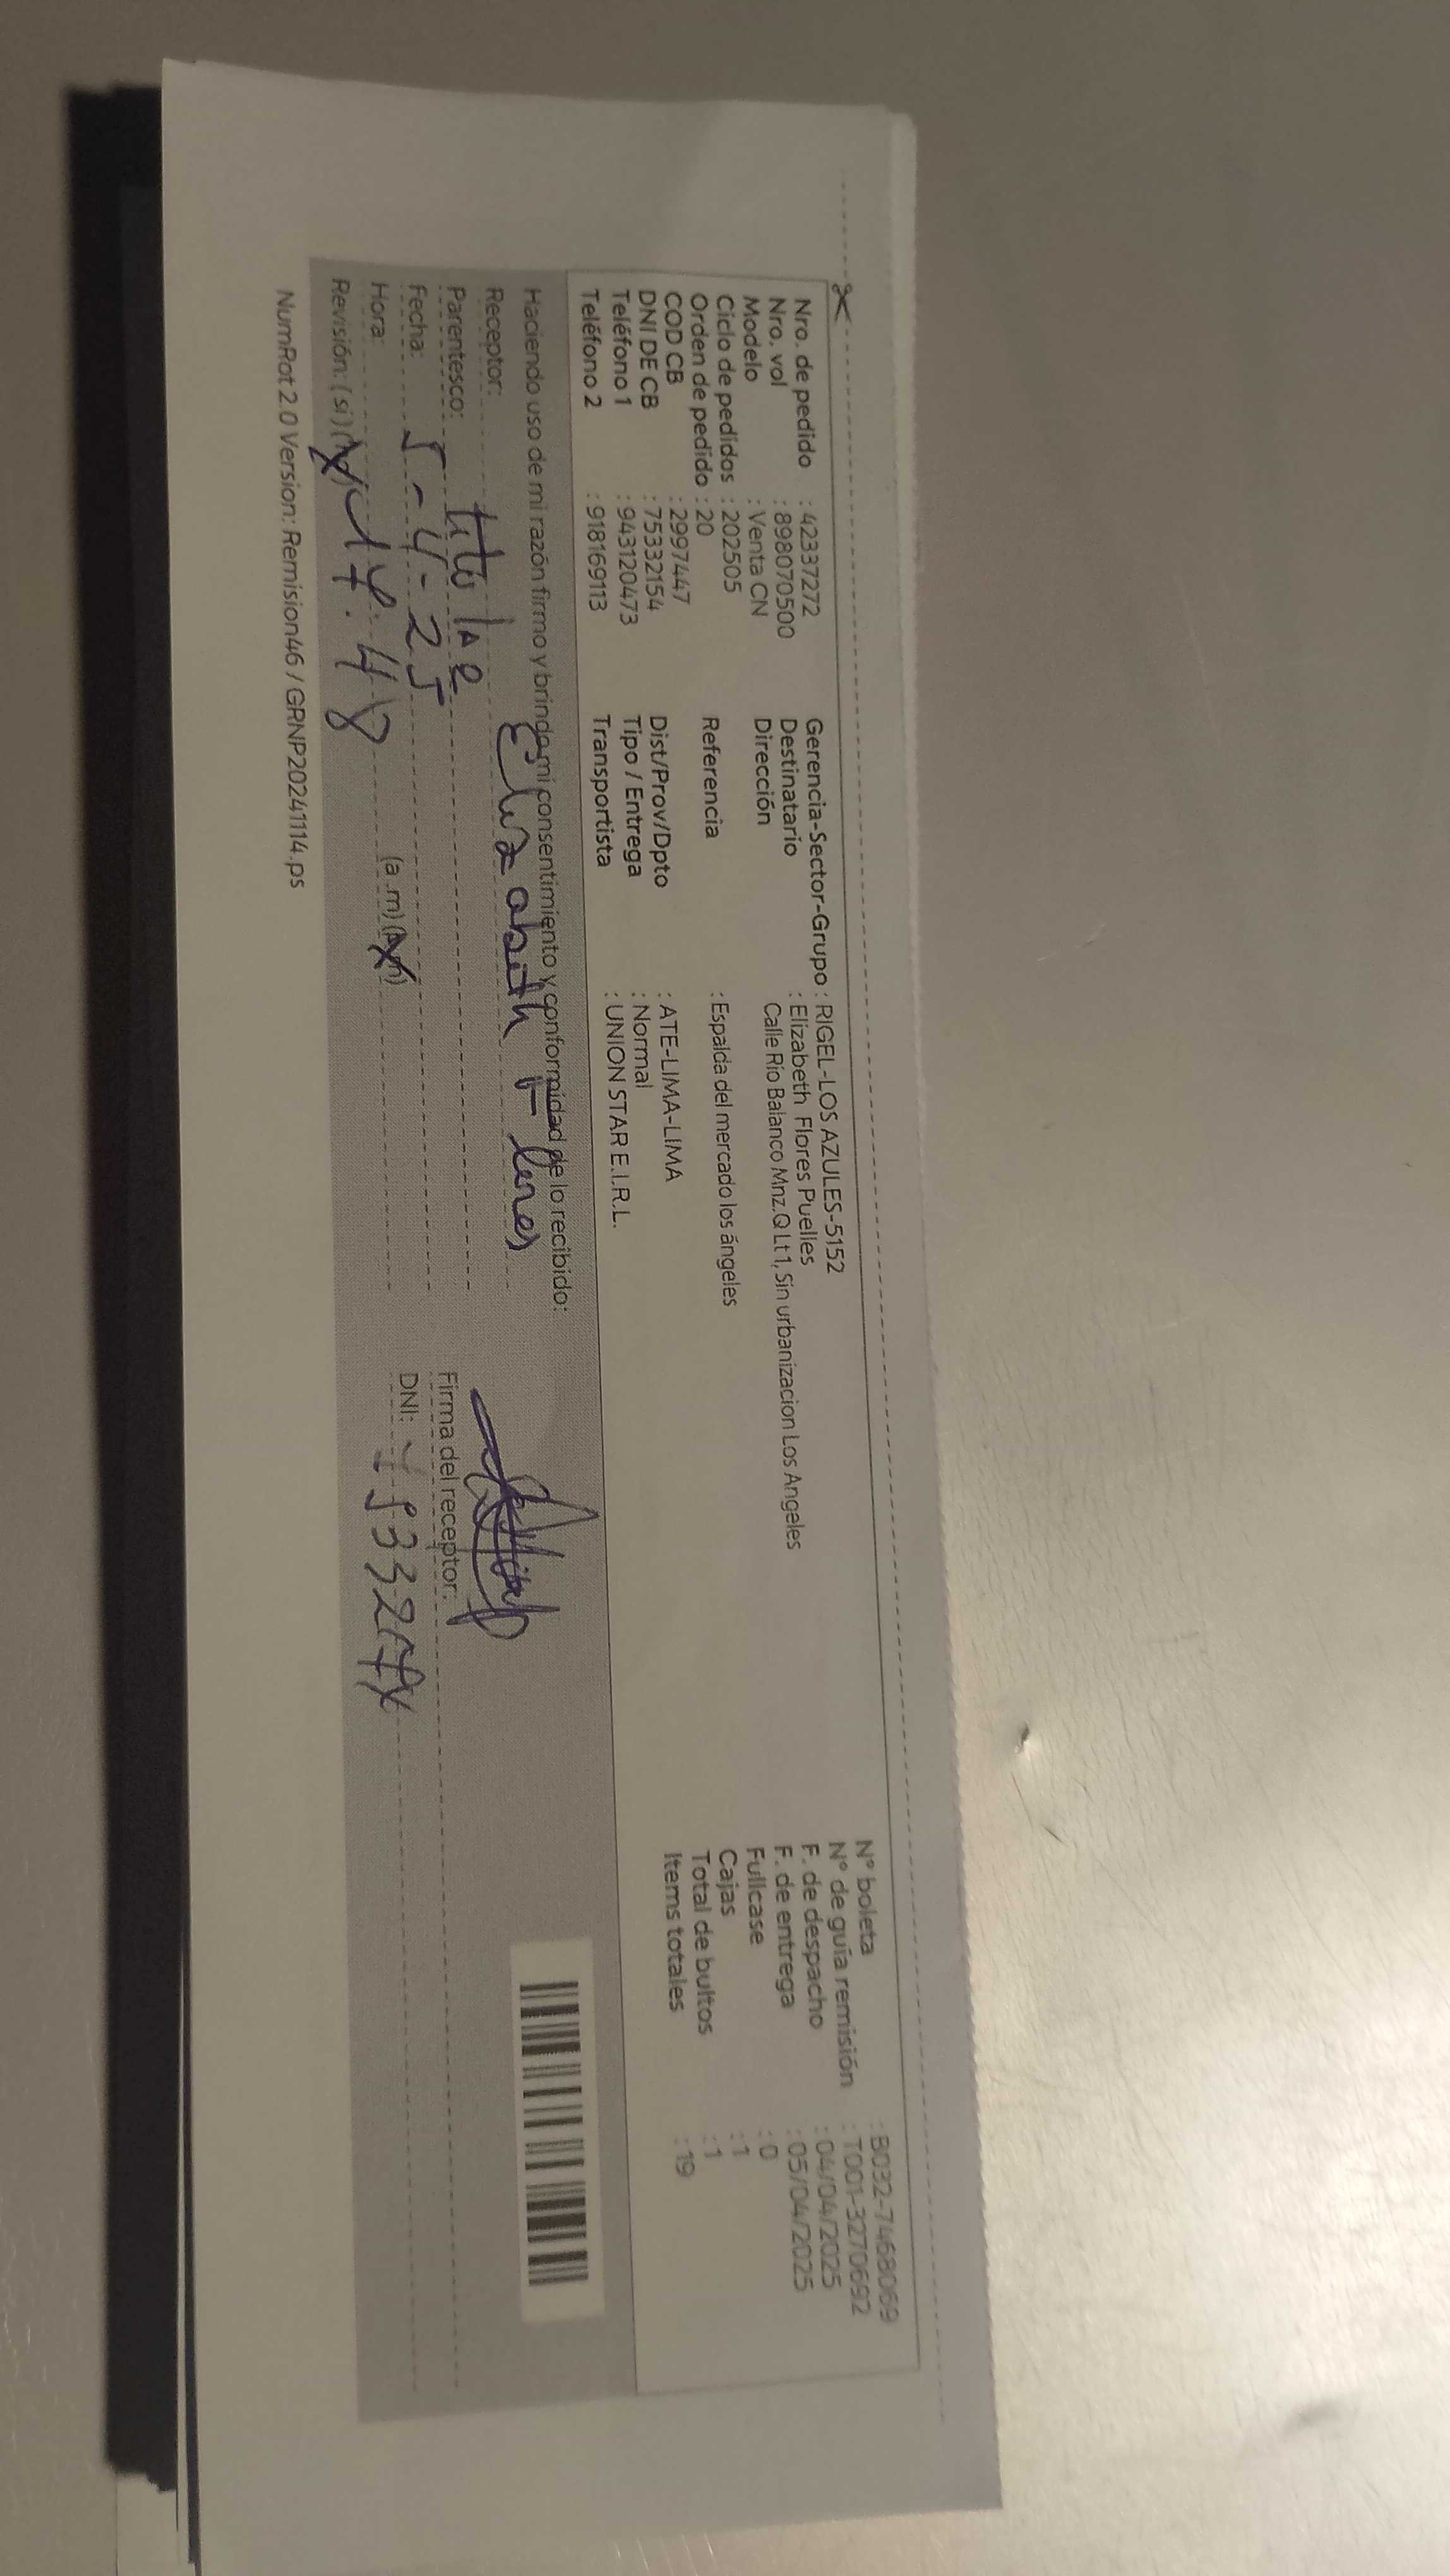 Nro. de pedido : 42337272
Nro. vol : 898070500
Modelo : Venta CN
Ciclo de pedidos : 202505
Orden de pedido : 20
COD CB : 2997447
DNI DE CB : 75332154
Teléfono 1 : 943120473
Teléfono 2 : 918169113
Gerencia-Sector-Grupo : RIGEL-LOS AZULES-5152
Destinatario : Elizabeth Flores Puelles
Dirección Calle Rio Balanco Mnz.Q Lt 1, Sin urbanizacion Los Angeles
Referencia : Espalda del mercado los ángeles
Dist/Prov/Dpto : ATE-LIMA-LIMA
Tipo / Entrega : Normal
Transportista : UNION STAR E.I.R.L.
N° boleta : B032-7468069
N° de guía remisión : T001-3270692
F. de despacho : 04/04/2025
F. de entrega : 05/04/2025
Fullcase : 0
Cajas : 1
Total de bultos : 1
Items totales : 19
Haciendo uso de mi razón firmo y brindo mi consentimiento y conformidad de lo recibido:
Receptor: Elizabeth
Parentesco: titular
Fecha: 5-4-25
Hora: (a.m) (p.m)
Revisión: (si) (no)
Firma del receptor:
DNI:
NumRot 2.0 Version: Remision46 / GRNP20241114.ps